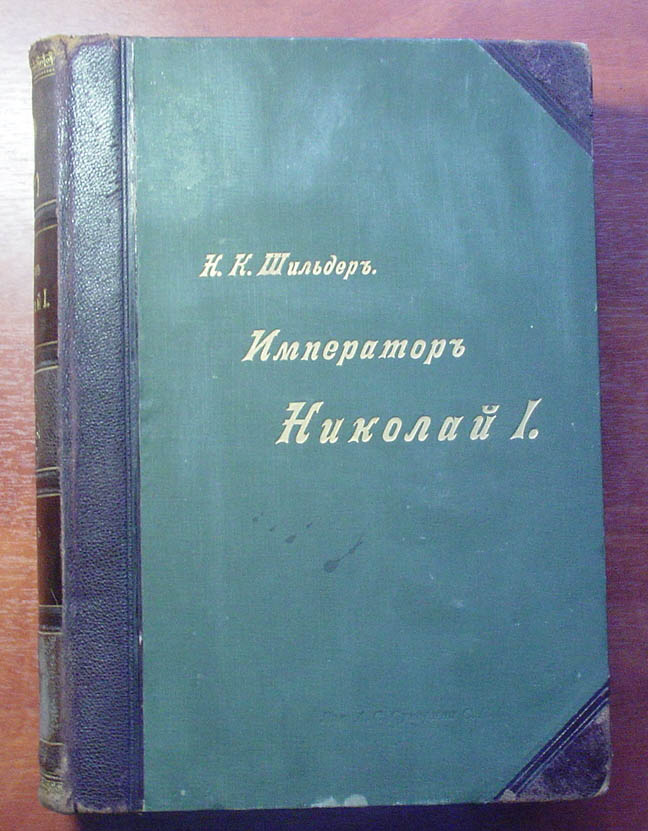 Н. К. Шильдеръ.
Императоръ
Николай I.